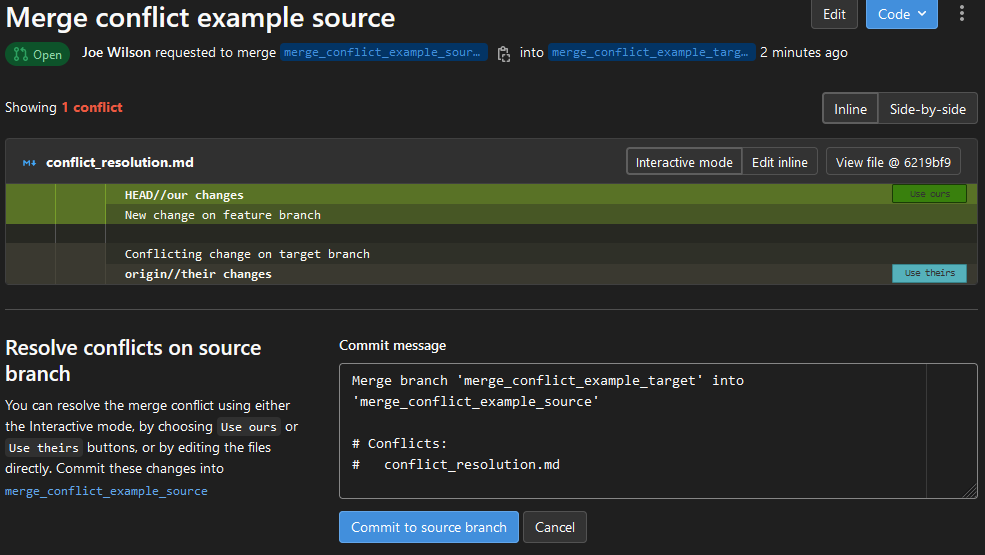 Merge conflict example source
Edit
Code
Open
Joe Wilson requested to merge merge_conflict_example_sour… into merge_conflict_example_targ… 2 minutes ago
Showing 1 conflict
Inline
Side-by-side
M↓ conflict_resolution.md
Interactive mode
Edit inline
View file @ 6219bf9
HEAD//our changes
Use ours
New change on feature branch
Conflicting change on target branch
origin//their changes
Use theirs
Resolve conflicts on source
branch
You can resolve the merge conflict using either
the Interactive mode, by choosing Use ours or
Use theirs buttons, or by editing the files
directly. Commit these changes into
merge_conflict_example_source
Commit message
Merge branch 'merge_conflict_example_target' into
'merge_conflict_example_source'
# Conflicts:
#   conflict_resolution.md
Commit to source branch
Cancel